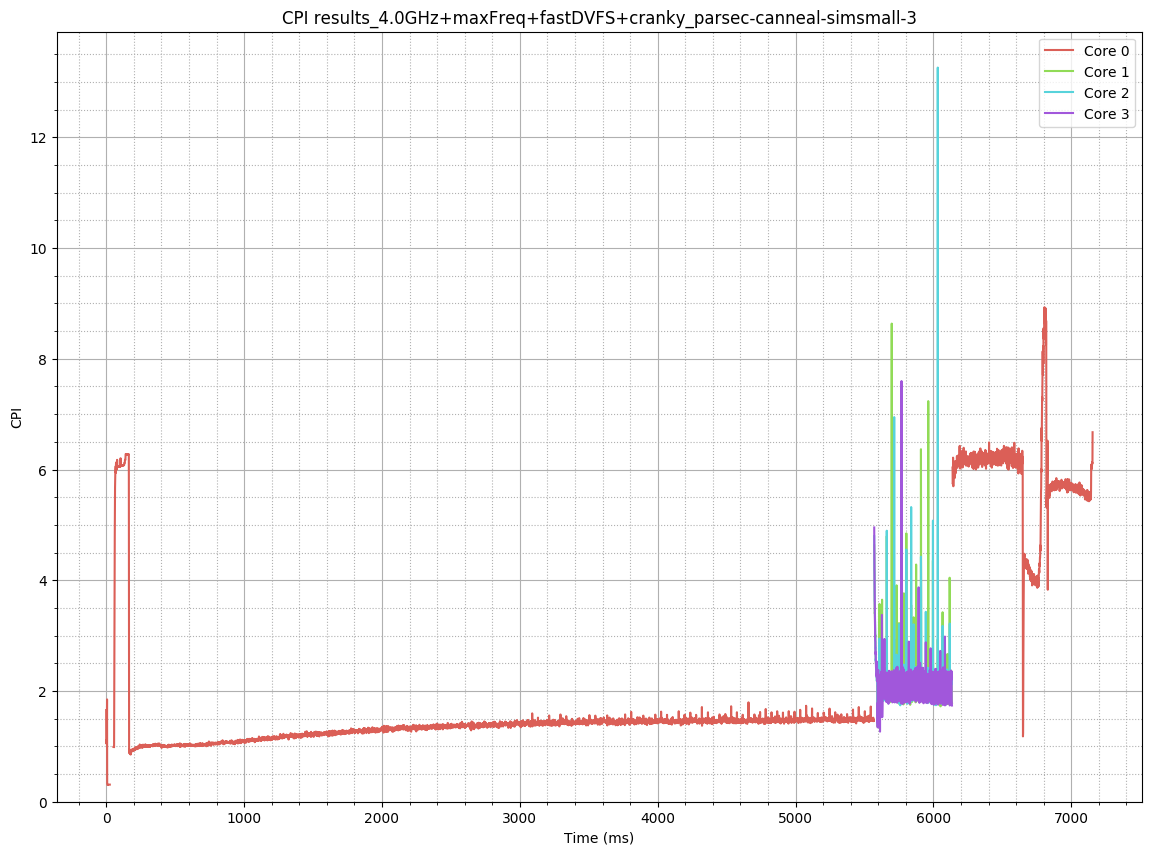 CPI results_4.0GHz+maxFreq+fastDVFS+cranky_parsec-canneal-simsmall-3
Core 0
Core 1
Core 2
Core 3
CPI
12
10
8
6
4
2
0
0 1000 2000 3000 4000 5000 6000 7000
Time (ms)